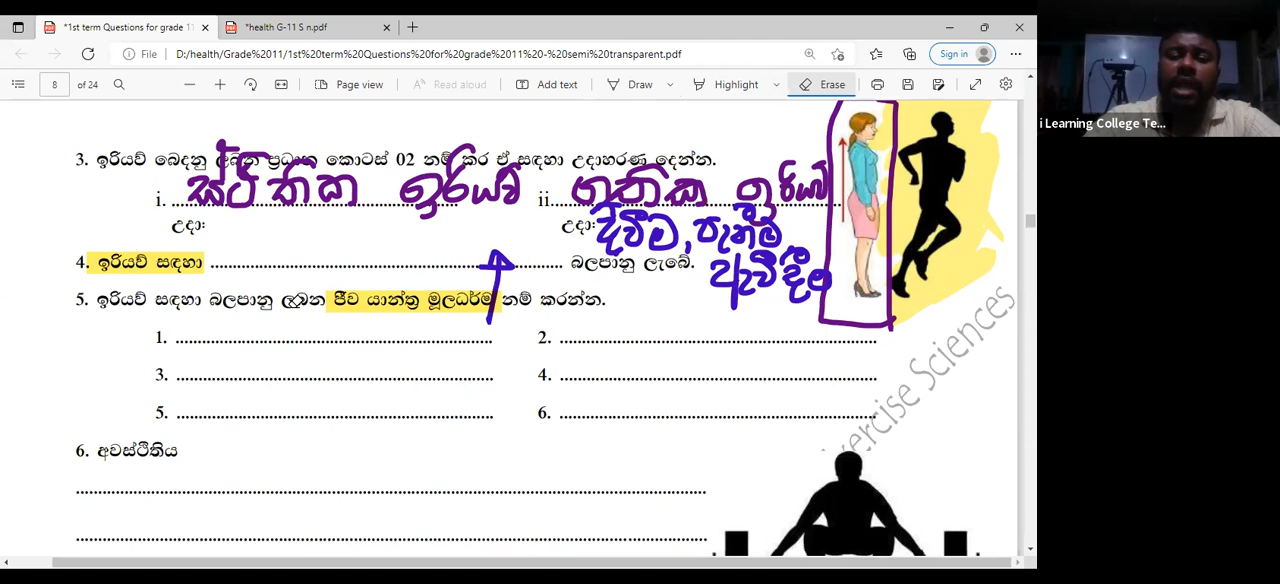 *1st term Questions for grade 11
*health G-11 S n.pdf
File
D:/health/Grade%2011/1st%20term%20Questions%20for%20grade%2011%20-%20semi%20transparent.pdf
Sign in
8 of 24
Page view
Read aloud
Add text
Draw
Highlight
Erase
i Learning College Te...
3. ඉරියව් බෙදනු ලබන ප්‍රධාන කොටස් 02 නම් කර ඒ සඳහා උදාහරණ දෙන්න.
i. ස්ථිතික ඉරියව් ii. ගතික ඉරියව්
උදා: උදා: දිවීම, පැනීම
ඇවිදීම
4. ඉරියව් සඳහා ........ බලපානු ලැබේ.
5. ඉරියව් සඳහා බලපානු ලබන ජීව යාන්ත්‍ර මූලධර්ම නම් කරන්න.
1. ........ 2. ........
3. ........ 4. ........
5. ........ 6. ........
6. අවස්ථිතිය
Exercise Sciences